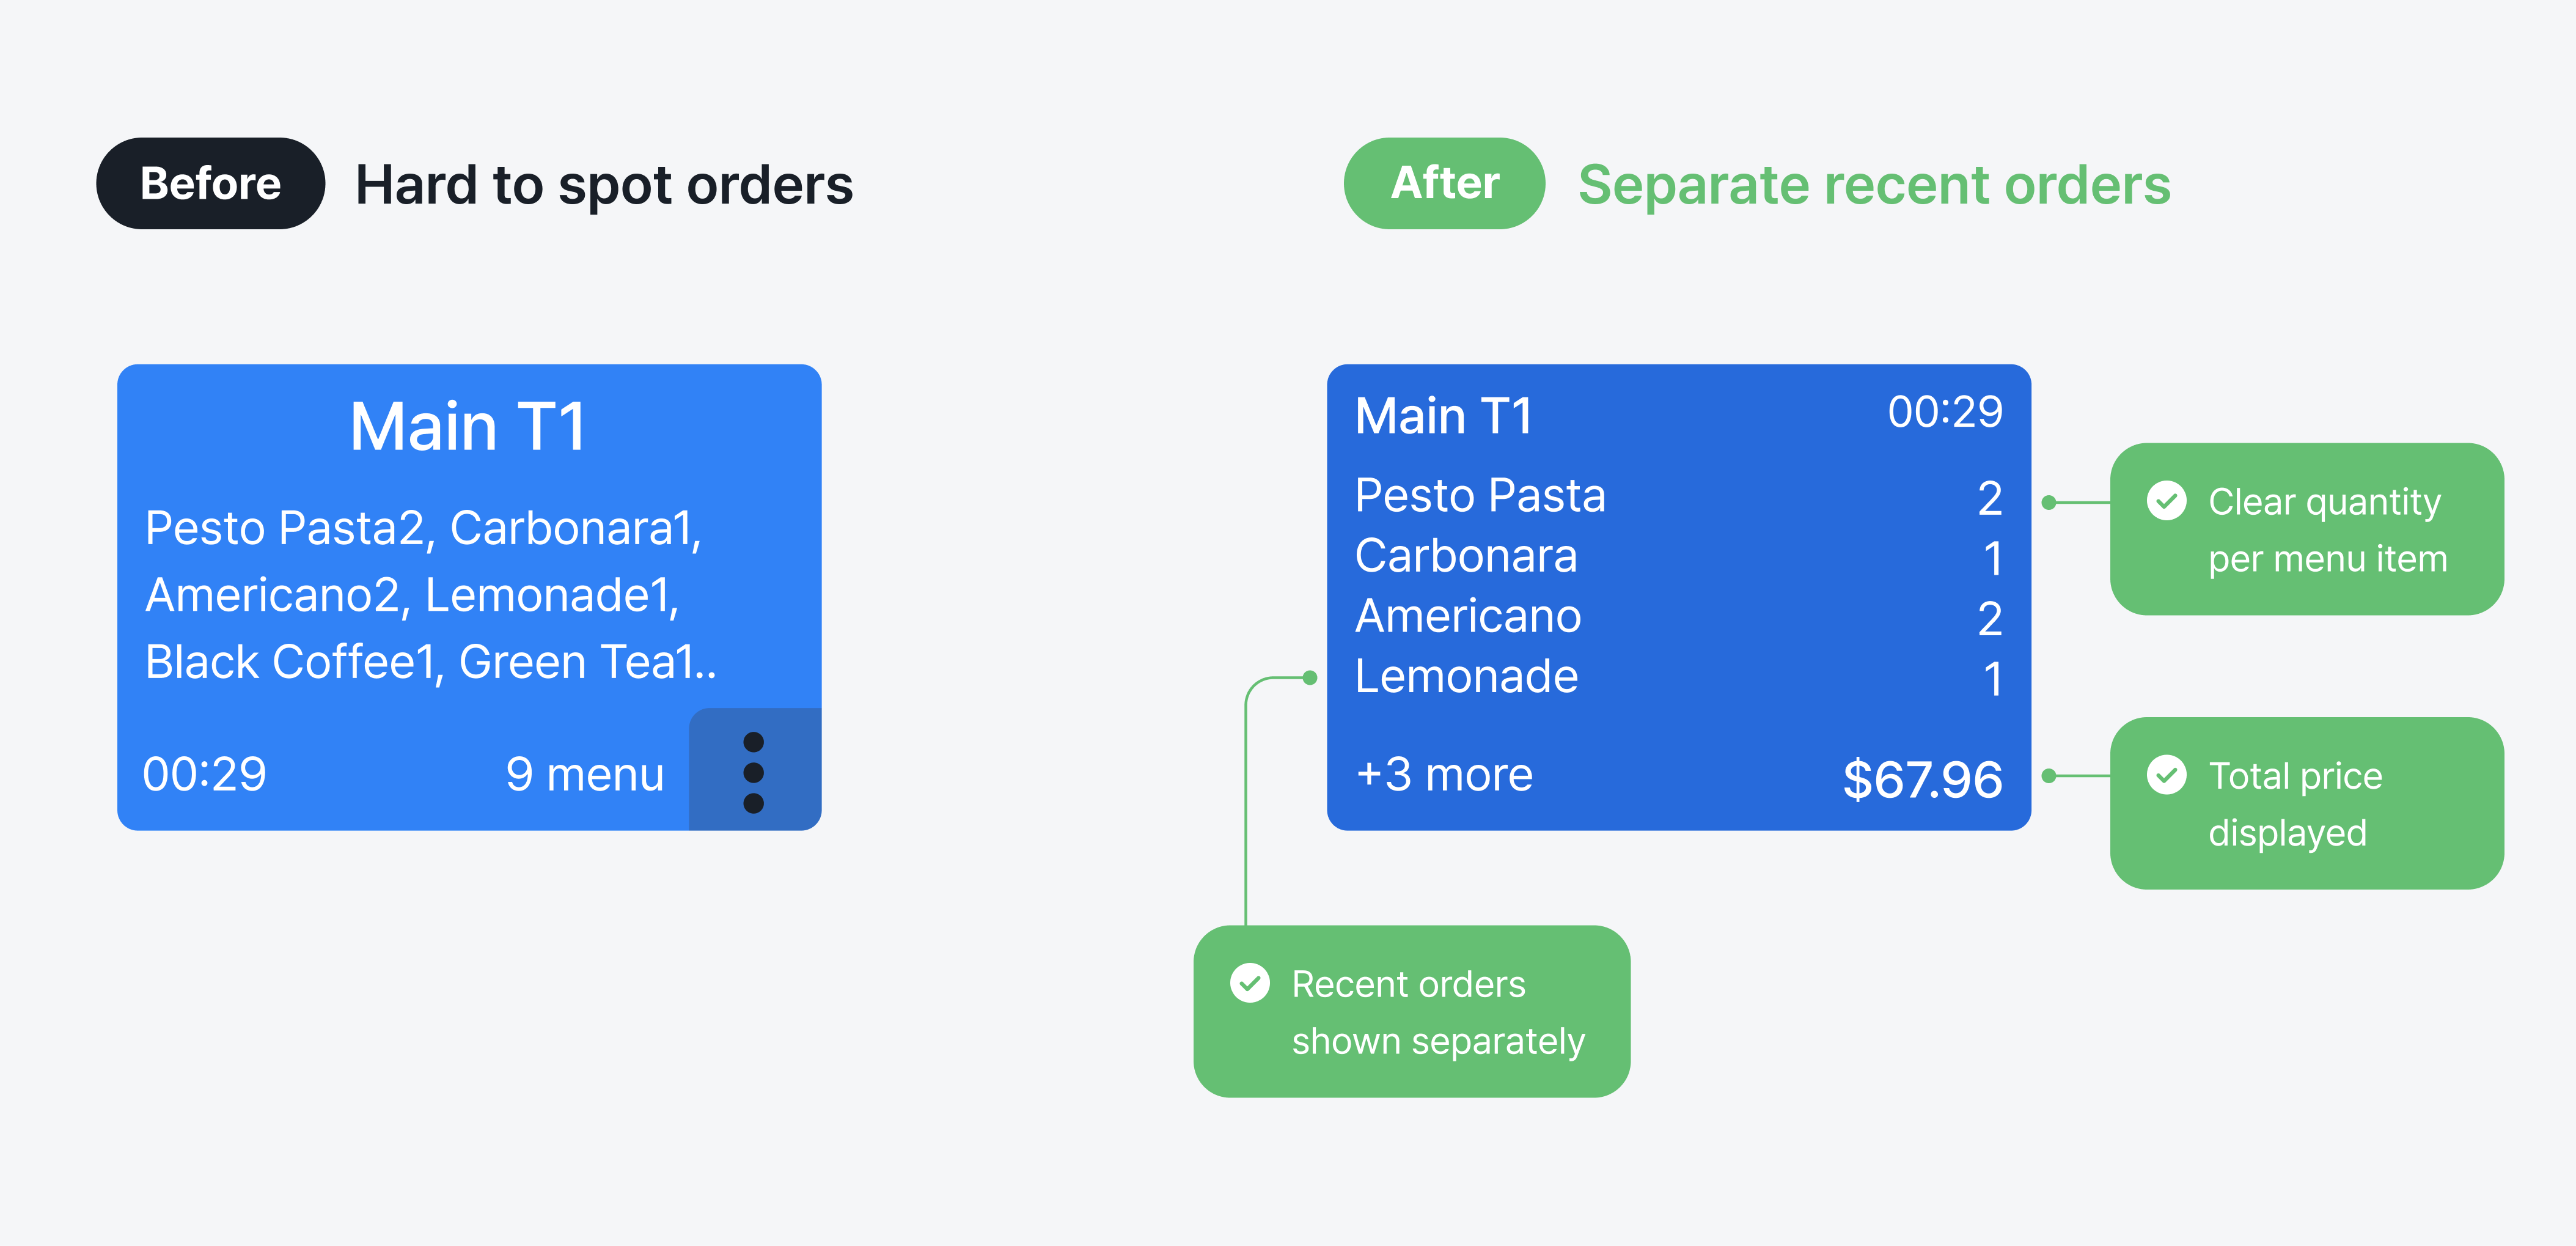 Before Hard to spot orders
Main T1
Pesto Pasta2, Carbonara1,
Americano2, Lemonade1,
Black Coffee1, Green Tea1..
00:29 9 menu
After Separate recent orders
Main T1 00:29
Pesto Pasta 2
Carbonara 1
Americano 2
Lemonade 1
+3 more $67.96
Clear quantity
per menu item
Total price
displayed
Recent orders
shown separately